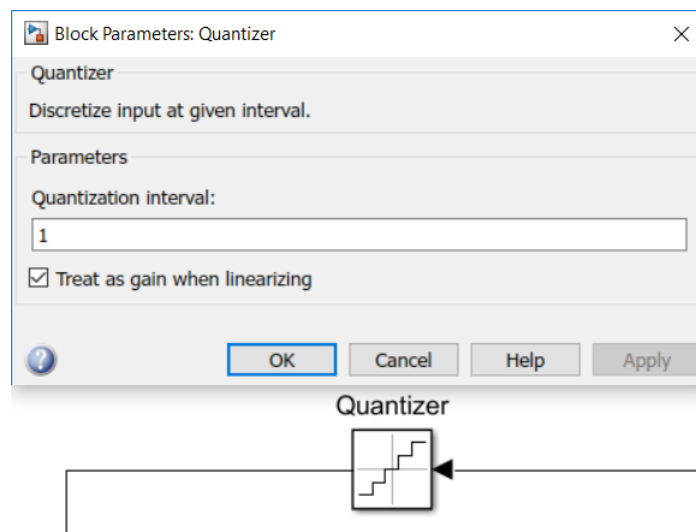 Block Parameters: Quantizer
Quantizer
Discretize input at given interval.
Parameters
Quantization interval:
1
Treat as gain when linearizing
OK Cancel Help Apply
Quantizer